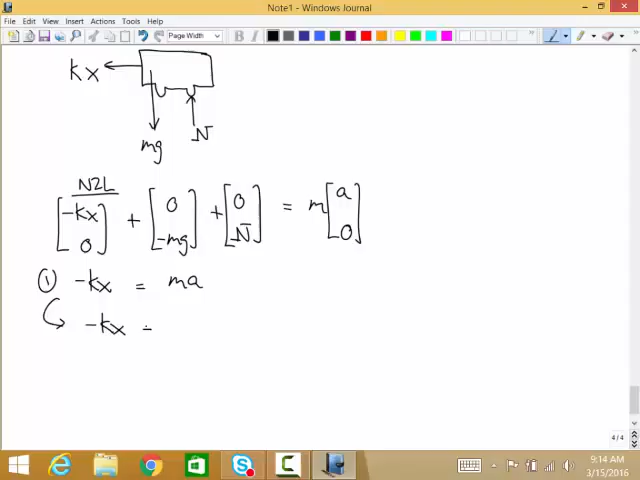 Note1 - Windows Journal
File Edit View Insert Actions Tools Help
Page Width
kx
mg
N
N2L
[-kx 0] + [0 -mg] + [0 N] = m[a 0]
① -kx = ma
-kx =
4/4
9:14 AM
3/15/2016